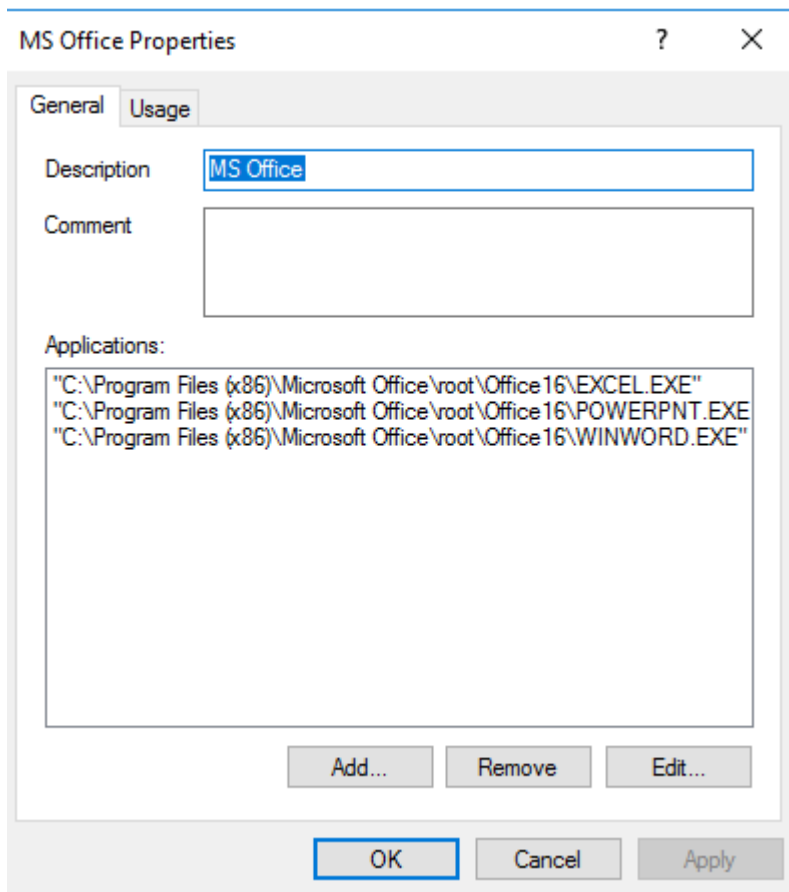 MS Office Properties ?
General Usage
Description MS Office
Comment
Applications:
"C:\Program Files (x86)\Microsoft Office\root\Office16\EXCEL.EXE"
"C:\Program Files (x86)\Microsoft Office\root\Office16\POWERPNT.EXE
"C:\Program Files (x86)\Microsoft Office\root\Office16\WINWORD.EXE"
Add... Remove Edit...
OK Cancel Apply